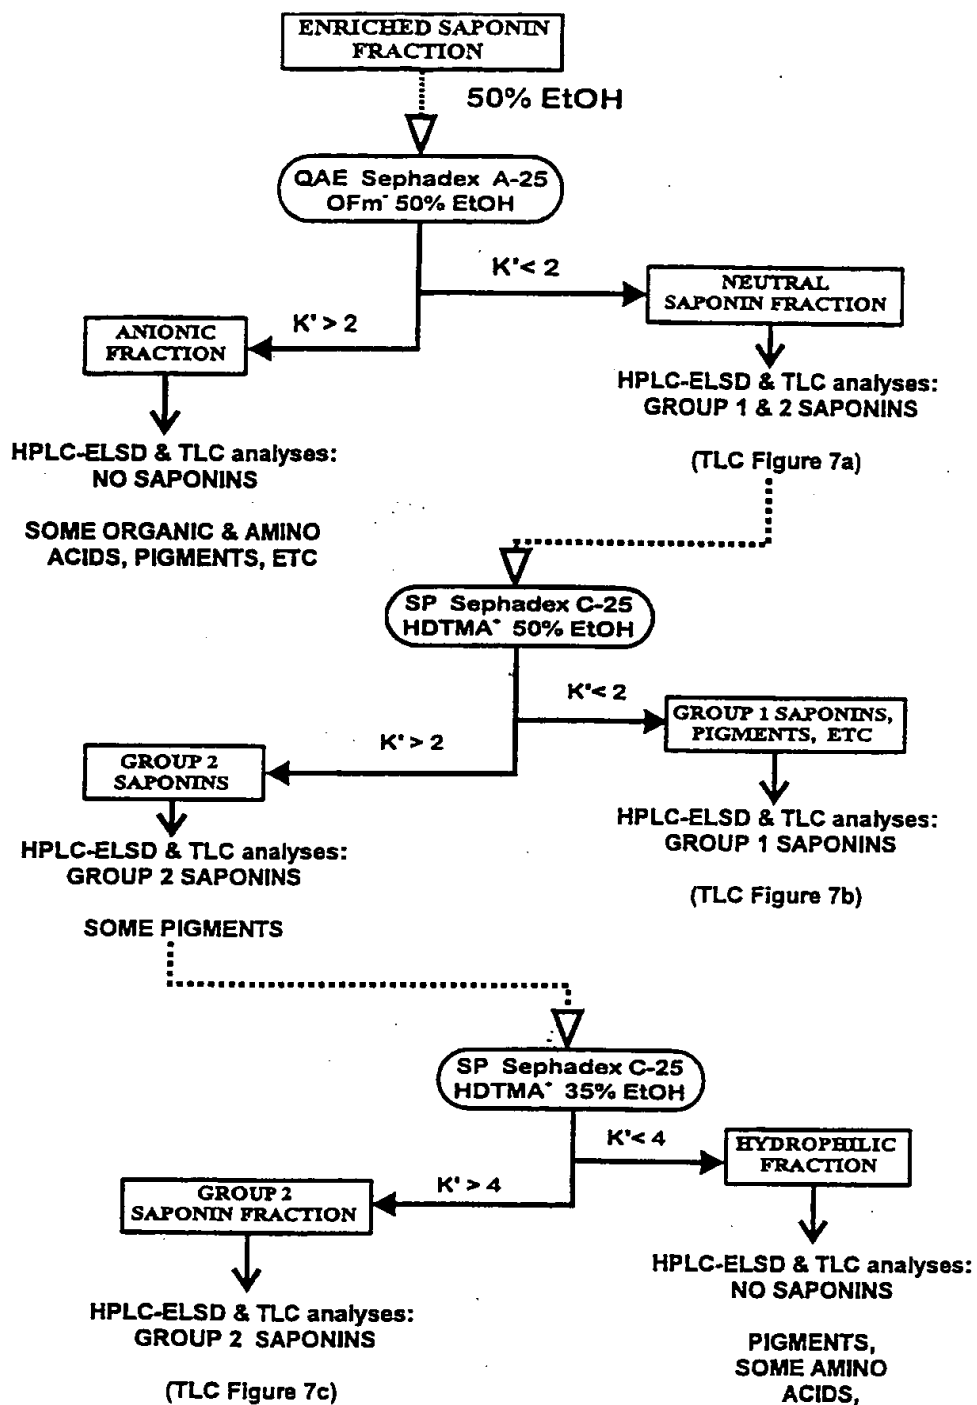 ENRICHED SAPONIN
FRACTION
50% EtOH
QAE Sephadex A-25
OFm⁻ 50% EtOH
K'< 2
NEUTRAL
SAPONIN FRACTION
K' > 2
ANIONIC
FRACTION
HPLC-ELSD & TLC analyses:
GROUP 1 & 2 SAPONINS
(TLC Figure 7a)
HPLC-ELSD & TLC analyses:
NO SAPONINS
SOME ORGANIC & AMINO
ACIDS, PIGMENTS, ETC
SP Sephadex C-25
HDTMA⁺ 50% EtOH
K'< 2
GROUP 1 SAPONINS,
PIGMENTS, ETC
K' > 2
GROUP 2
SAPONINS
HPLC-ELSD & TLC analyses:
GROUP 1 SAPONINS
(TLC Figure 7b)
HPLC-ELSD & TLC analyses:
GROUP 2 SAPONINS
SOME PIGMENTS
SP Sephadex C-25
HDTMA⁺ 35% EtOH
K'< 4
HYDROPHILIC
FRACTION
K' > 4
GROUP 2
SAPONIN FRACTION
HPLC-ELSD & TLC analyses:
NO SAPONINS
PIGMENTS,
SOME AMINO
ACIDS,
HPLC-ELSD & TLC analyses:
GROUP 2 SAPONINS
(TLC Figure 7c)